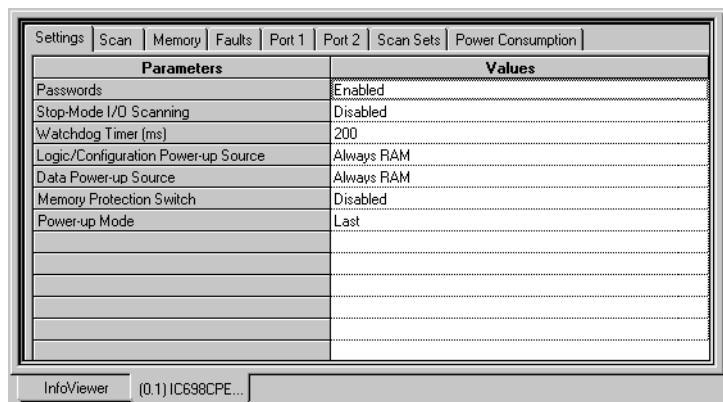 Settings Scan Memory Faults Port 1 Port 2 Scan Sets Power Consumption
Parameters Values
Passwords Enabled
Stop-Mode I/O Scanning Disabled
Watchdog Timer (ms) 200
Logic/Configuration Power-up Source Always RAM
Data Power-up Source Always RAM
Memory Protection Switch Disabled
Power-up Mode Last
InfoViewer (0.1) IC698CPE...